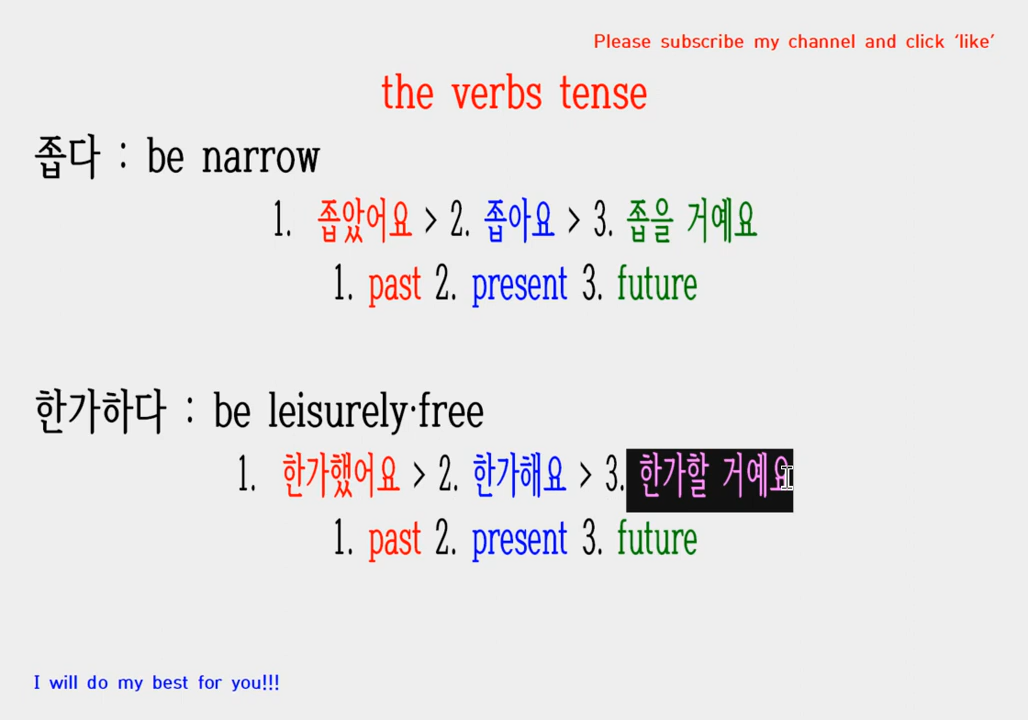 Please subscribe my channel and click ‘like’
the verbs tense
좁다 : be narrow
1. 좁았어요 > 2. 좁아요 > 3. 좁을 거예요
1. past 2. present 3. future
한가하다 : be leisurely·free
1. 한가했어요 > 2. 한가해요 > 3. 한가할 거예요
1. past 2. present 3. future
I will do my best for you!!!